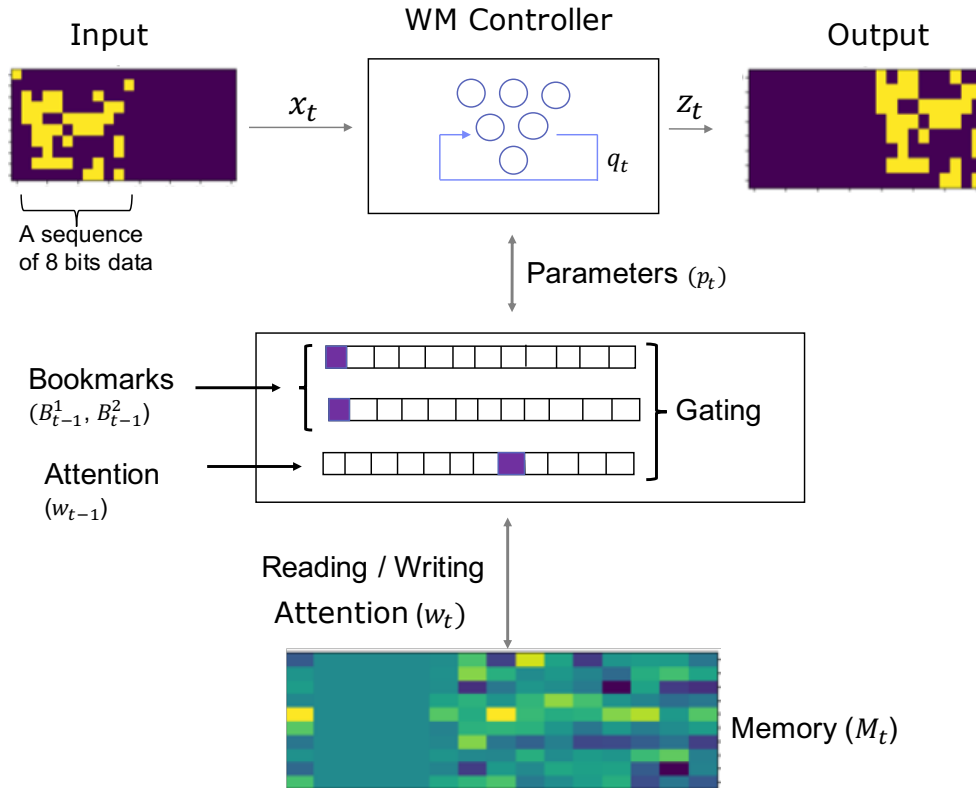 Input
WM Controller
Output
x_t
z_t
q_t
A sequence
of 8 bits data
Parameters (p_t)
Bookmarks
(B^1_{t−1}, B^2_{t−1})
Gating
Attention
(w_{t−1})
Reading / Writing
Attention (w_t)
Memory (M_t)